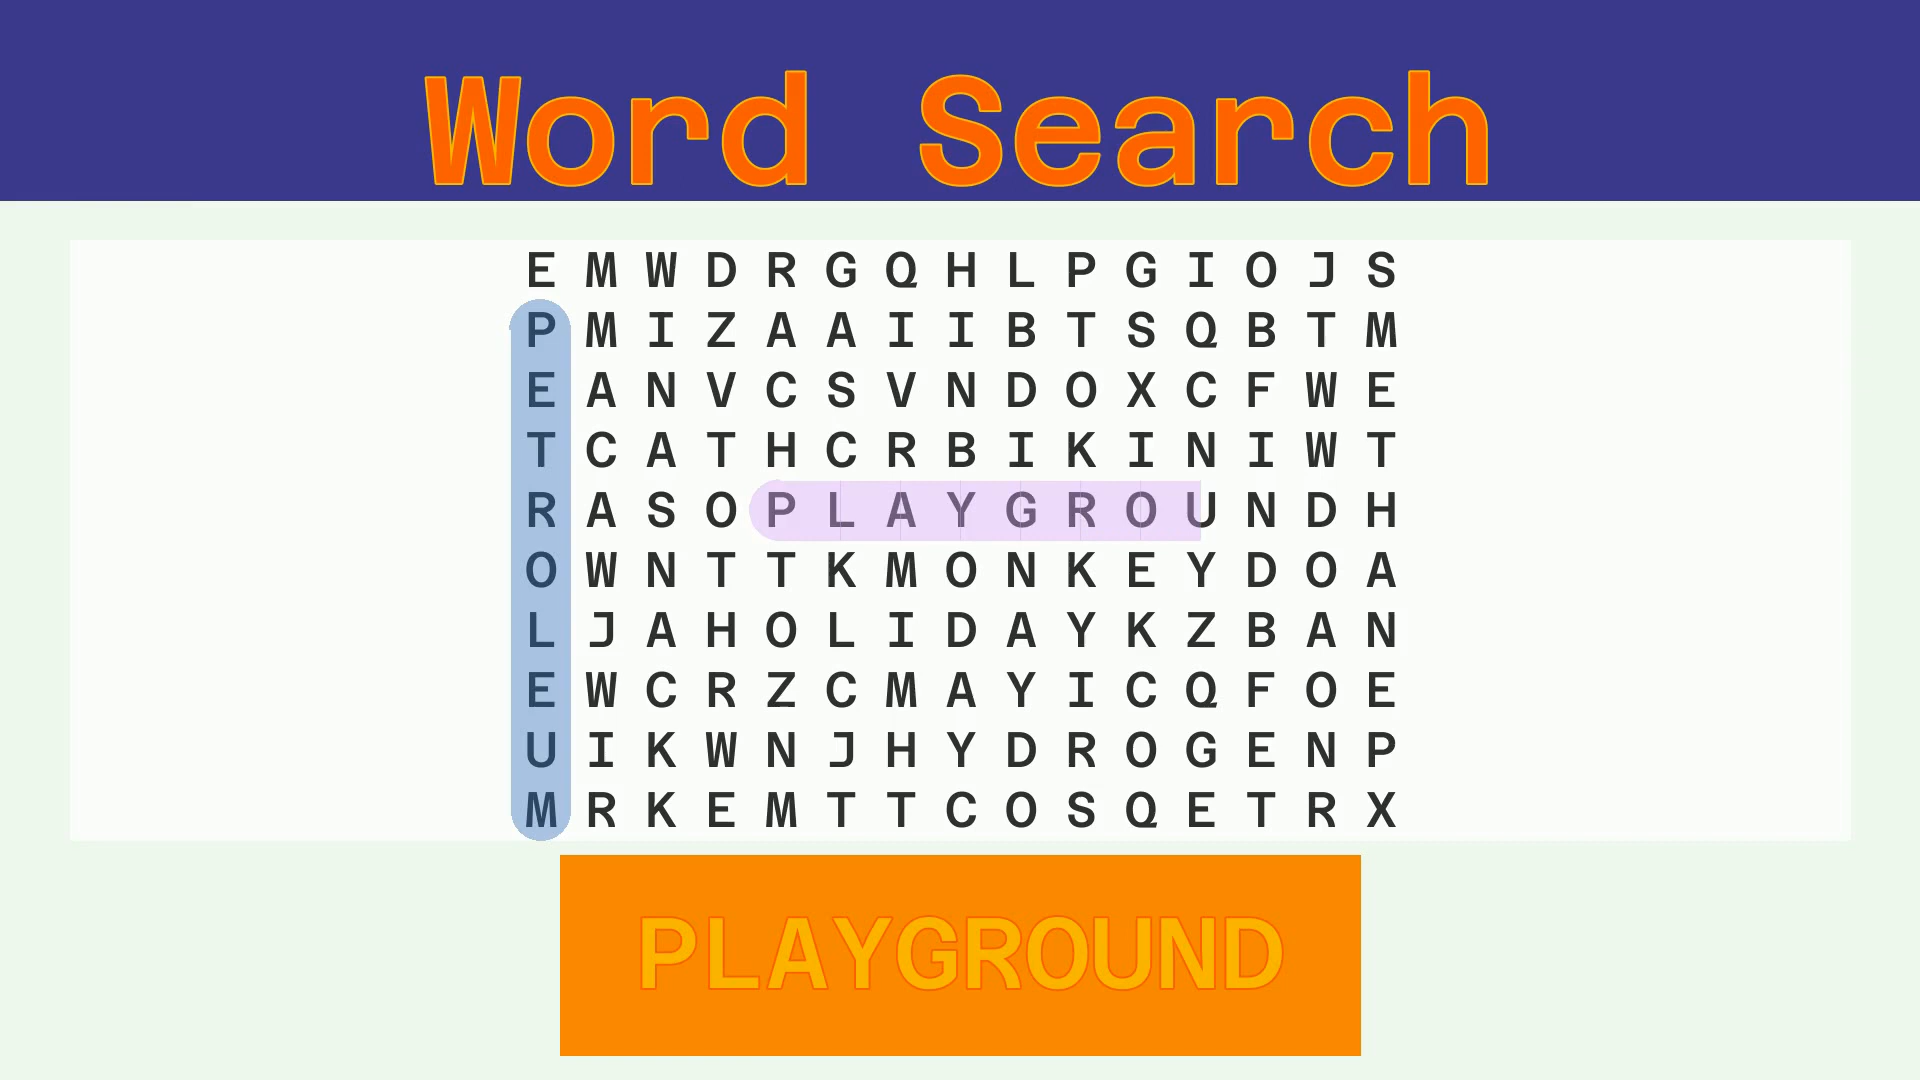 Word Search
E M W D R G Q H L P G I O J S
P M I Z A A I I B T S Q B T M
E A N V C S V N D O X C F W E
T C A T H C R B I K I N I W T
R A S O P L A Y G R O U N D H
O W N T T K M O N K E Y D O A
L J A H O L I D A Y K Z B A N
E W C R Z C M A Y I C Q F O E
U I K W N J H Y D R O G E N P
M R K E M T T C O S Q E T R X
PLAYGROUND